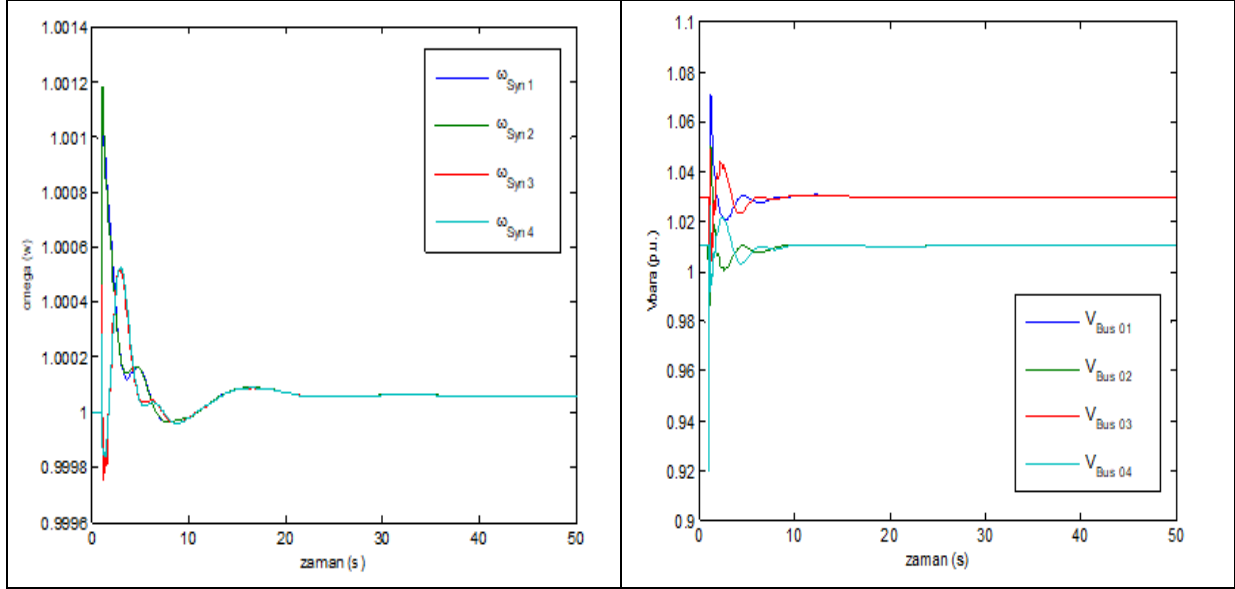 1.0014
1.0012
1.001
1.0008
1.0006
1.0004
1.0002
1
0.9998
0.9996
omega (w)
0 10 20 30 40 50
zaman (s)
ωSyn 1
ωSyn 2
ωSyn 3
ωSyn 4
1.1
1.08
1.06
1.04
1.02
1
0.98
0.96
0.94
0.92
0.9
Vbara (p.u.)
0 10 20 30 40 50
zaman (s)
VBus 01
VBus 02
VBus 03
VBus 04